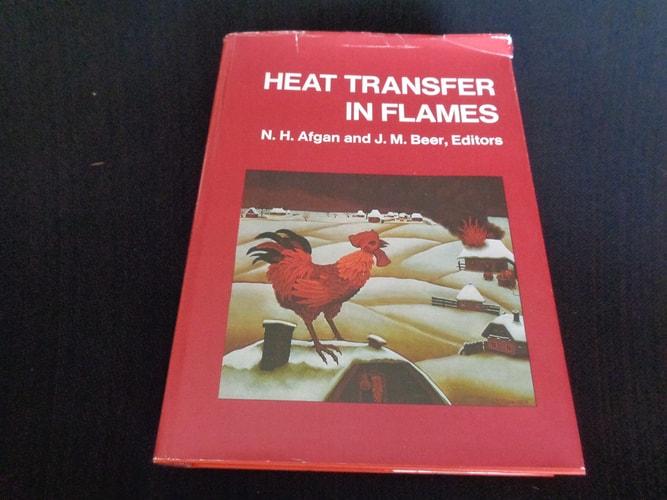 HEAT TRANSFER
IN FLAMES
N. H. Afgan and J. M. Beer, Editors